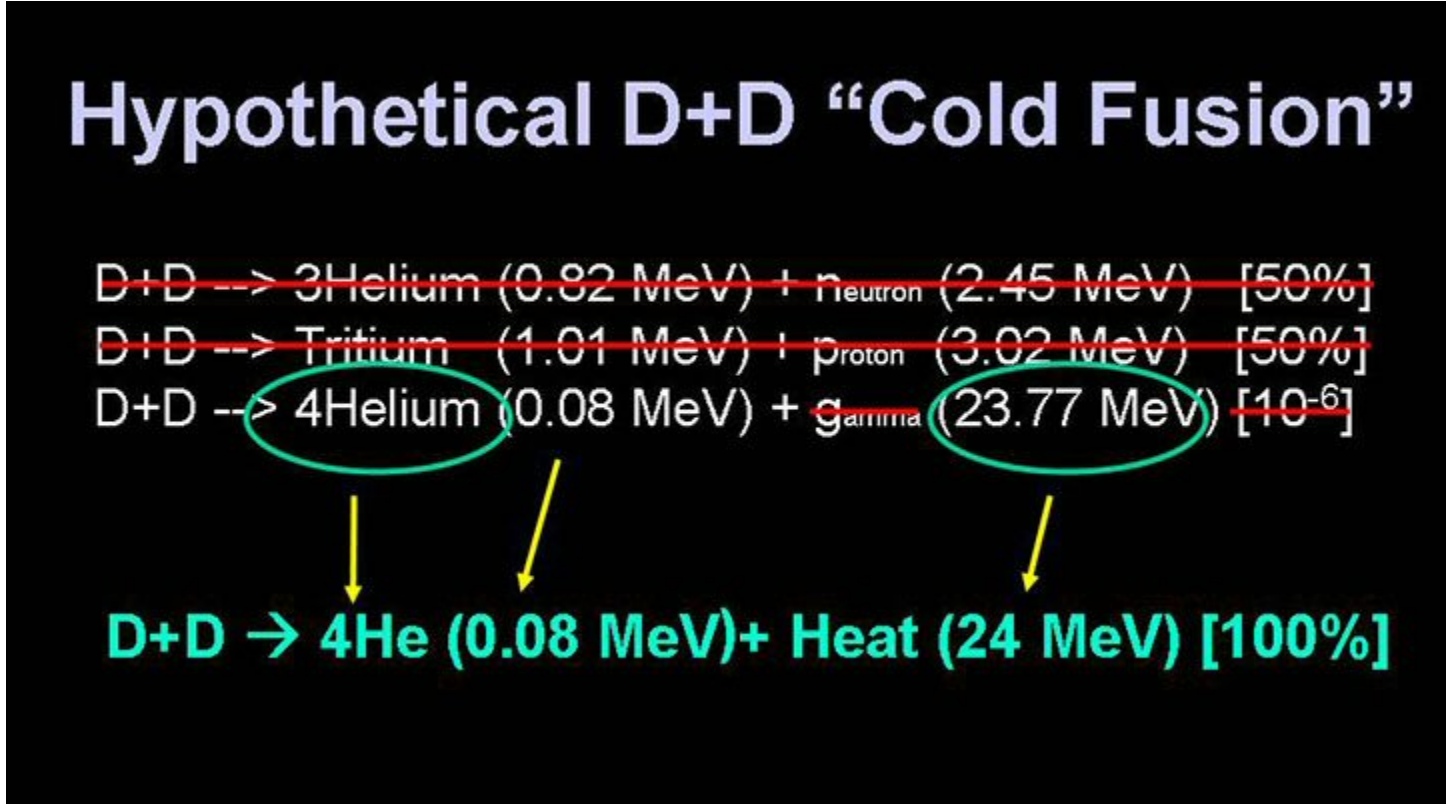 Hypothetical D+D “Cold Fusion”
D+D --> 3Helium (0.82 MeV) + neutron (2.45 MeV) [50%]
D+D --> Tritium (1.01 MeV) + proton (3.02 MeV) [50%]
D+D --> 4Helium (0.08 MeV) + gamma (23.77 MeV) [10⁻⁶]
D+D → 4He (0.08 MeV)+ Heat (24 MeV) [100%]